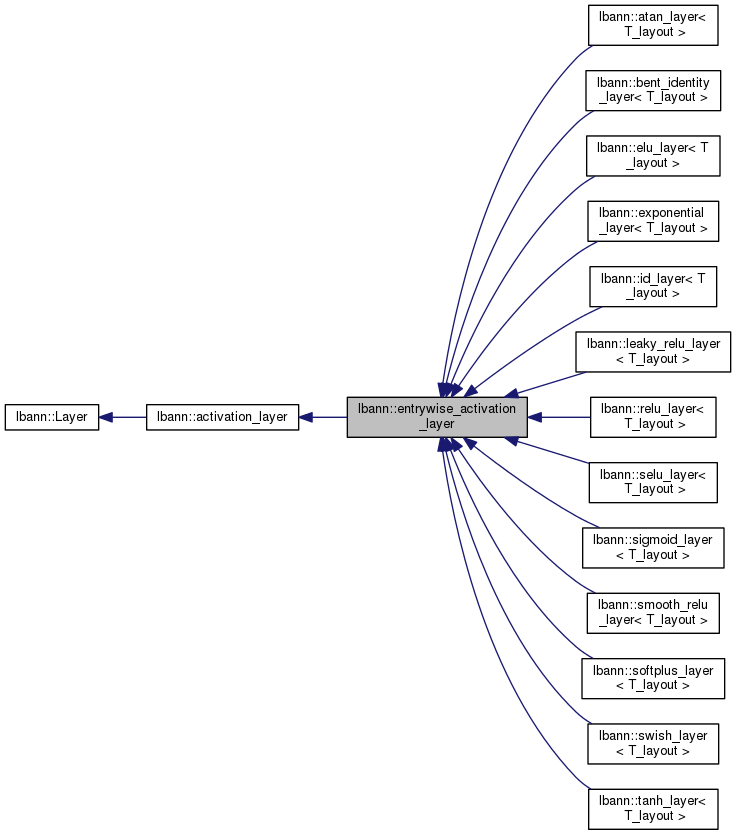 lbann::atan_layer<
T_layout >
lbann::bent_identity
_layer< T_layout >
lbann::elu_layer< T
_layout >
lbann::exponential
_layer< T_layout >
lbann::id_layer< T
_layout >
lbann::leaky_relu_layer
< T_layout >
lbann::Layer
lbann::activation_layer
lbann::entrywise_activation
_layer
lbann::relu_layer<
T_layout >
lbann::selu_layer<
T_layout >
lbann::sigmoid_layer
< T_layout >
lbann::smooth_relu
_layer< T_layout >
lbann::softplus_layer
< T_layout >
lbann::swish_layer
< T_layout >
lbann::tanh_layer<
T_layout >